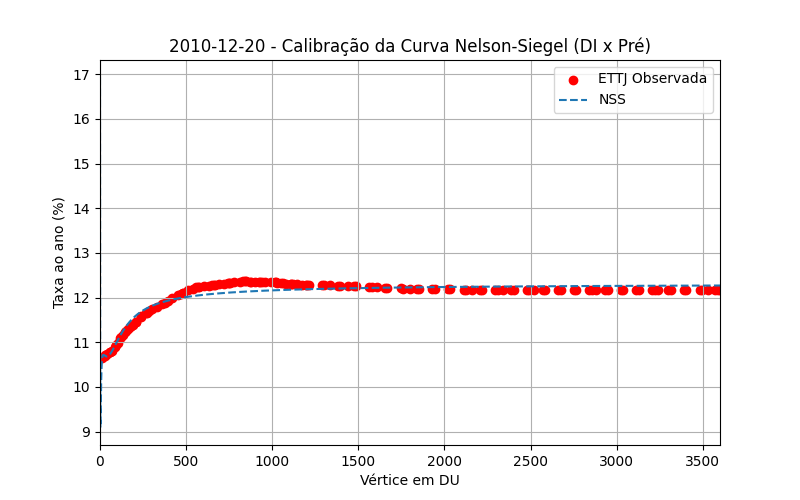 2010-12-20 - Calibração da Curva Nelson-Siegel (DI x Pré)
ETTJ Observada
NSS
Taxa ao ano (%)
17
16
15
14
13
12
11
10
9
0 500 1000 1500 2000 2500 3000 3500
Vértice em DU